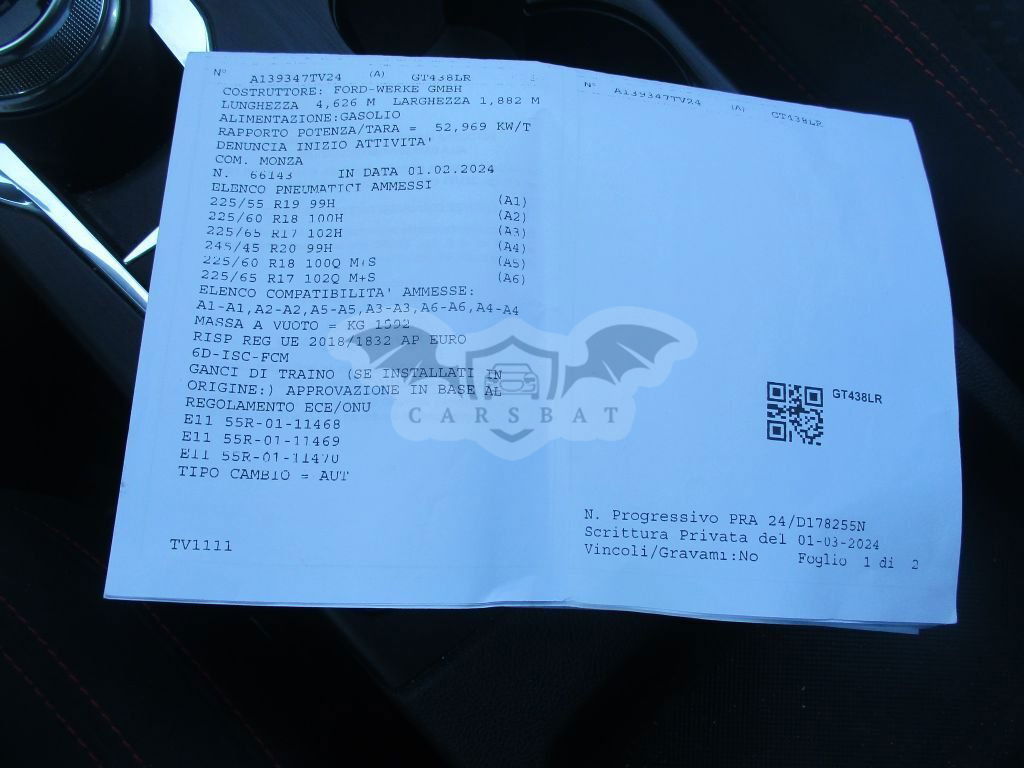 N° A139347TV24 (A) GT438LR
COSTRUTTORE: FORD-WERKE GMBH
LUNGHEZZA 4,626 M LARGHEZZA 1,882 M
ALIMENTAZIONE:GASOLIO
RAPPORTO POTENZA/TARA = 52,969 KW/T
DENUNCIA INIZIO ATTIVITA'
COM. MONZA
N. 66143 IN DATA 01.02.2024
ELENCO PNEUMATICI AMMESSI
225/55 R19 99H (A1)
225/60 R18 100H (A2)
225/65 R17 102H (A3)
245/45 R20 99H (A4)
225/60 R18 100Q M+S (A5)
225/65 R17 102Q M+S (A6)
ELENCO COMPATIBILITA' AMMESSE:
A1-A1,A2-A2,A5-A5,A3-A3,A6-A6,A4-A4
MASSA A VUOTO = KG
RISP REG UE 2018/1832 AP EURO
6D-ISC-FCM
GANCI DI TRAINO (SE INSTALLATI IN
ORIGINE:) APPROVAZIONE IN BASE AL
REGOLAMENTO ECE/ONU
E11 55R-01-11468
E11 55R-01-11469
E11 55R-01-11470
TIPO CAMBIO = AUT
TV1111
N° A139347TV24 (A) GT438LR
GT438LR
N. Progressivo PRA 24/D178255N
Scrittura Privata del 01-03-2024
Vincoli/Gravami:No Foglio 1 di 2
CARSBAT